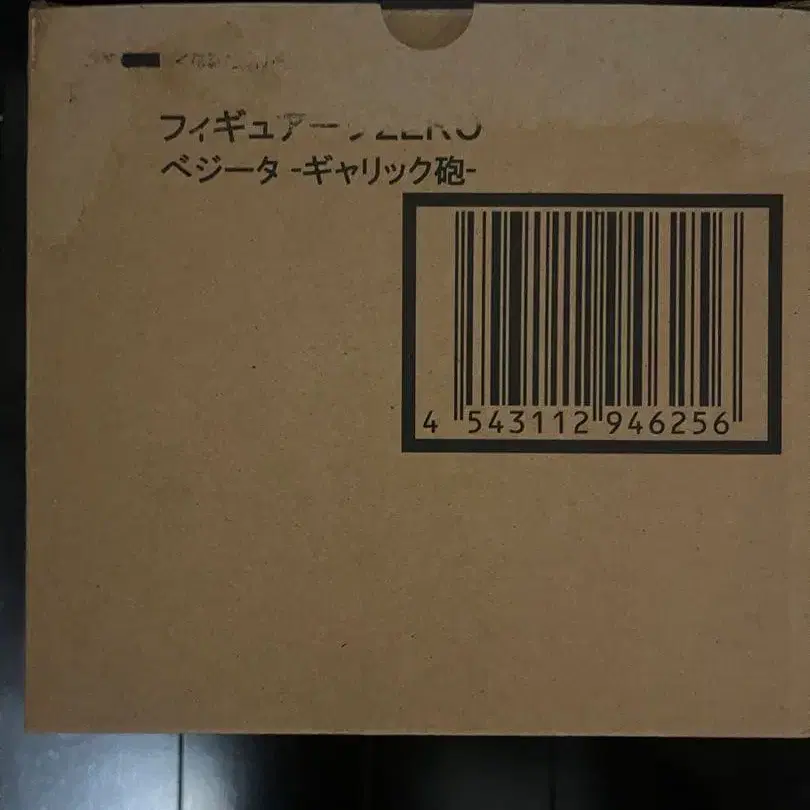 フィギュアーツZERO
ベジータ -ギャリック砲-
4 543112 946256